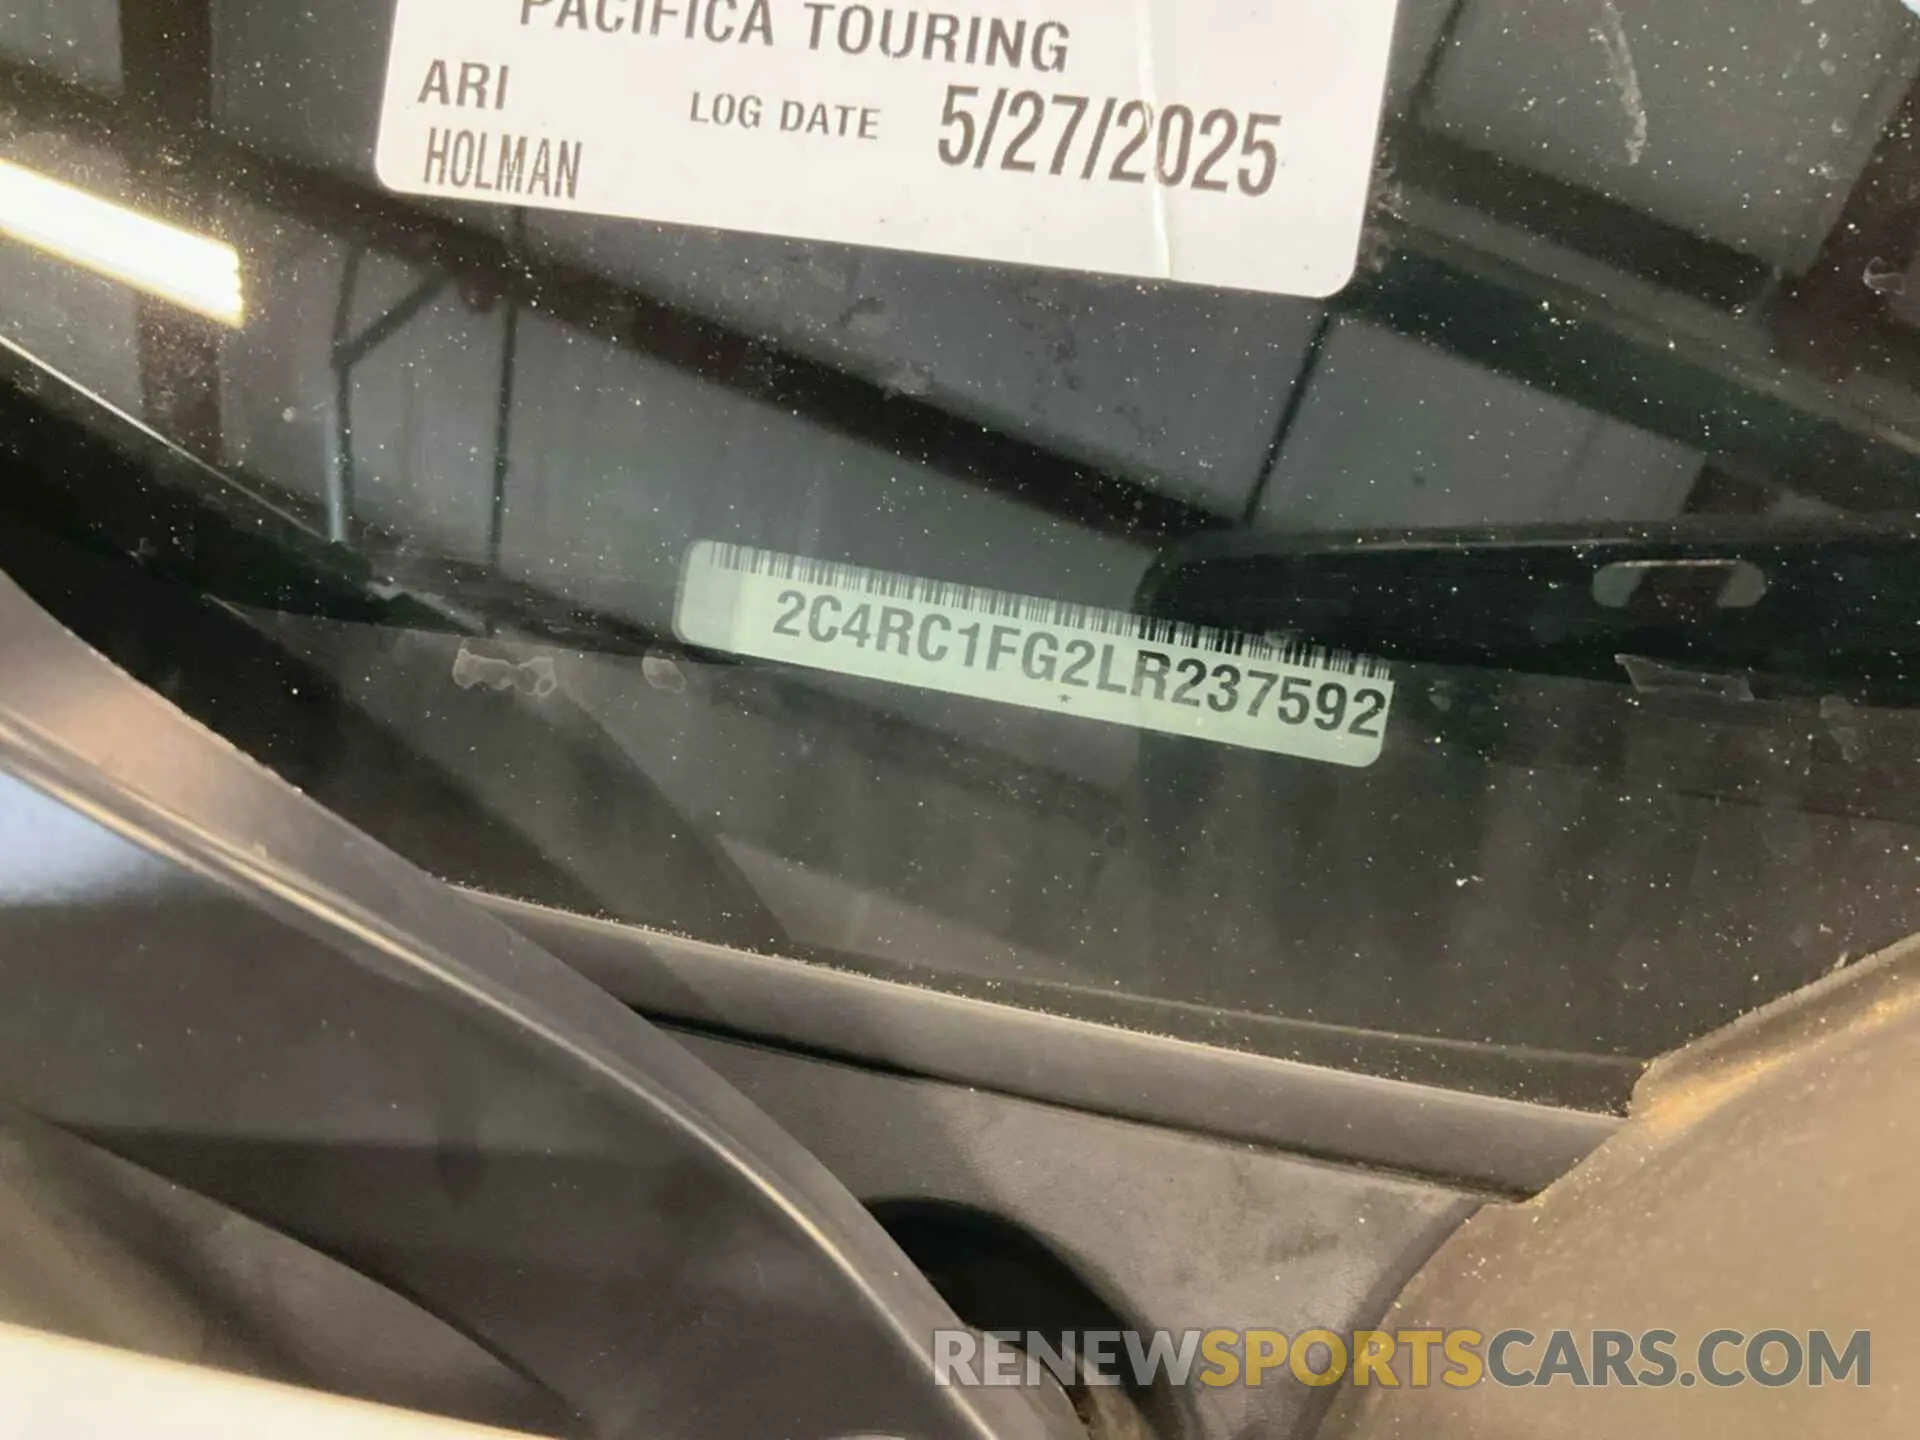 PACIFICA TOURING
ARI LOG DATE 5/27/2025
HOLMAN
2C4RC1FG2LR237592
RENEWSPORTSCARS.COM